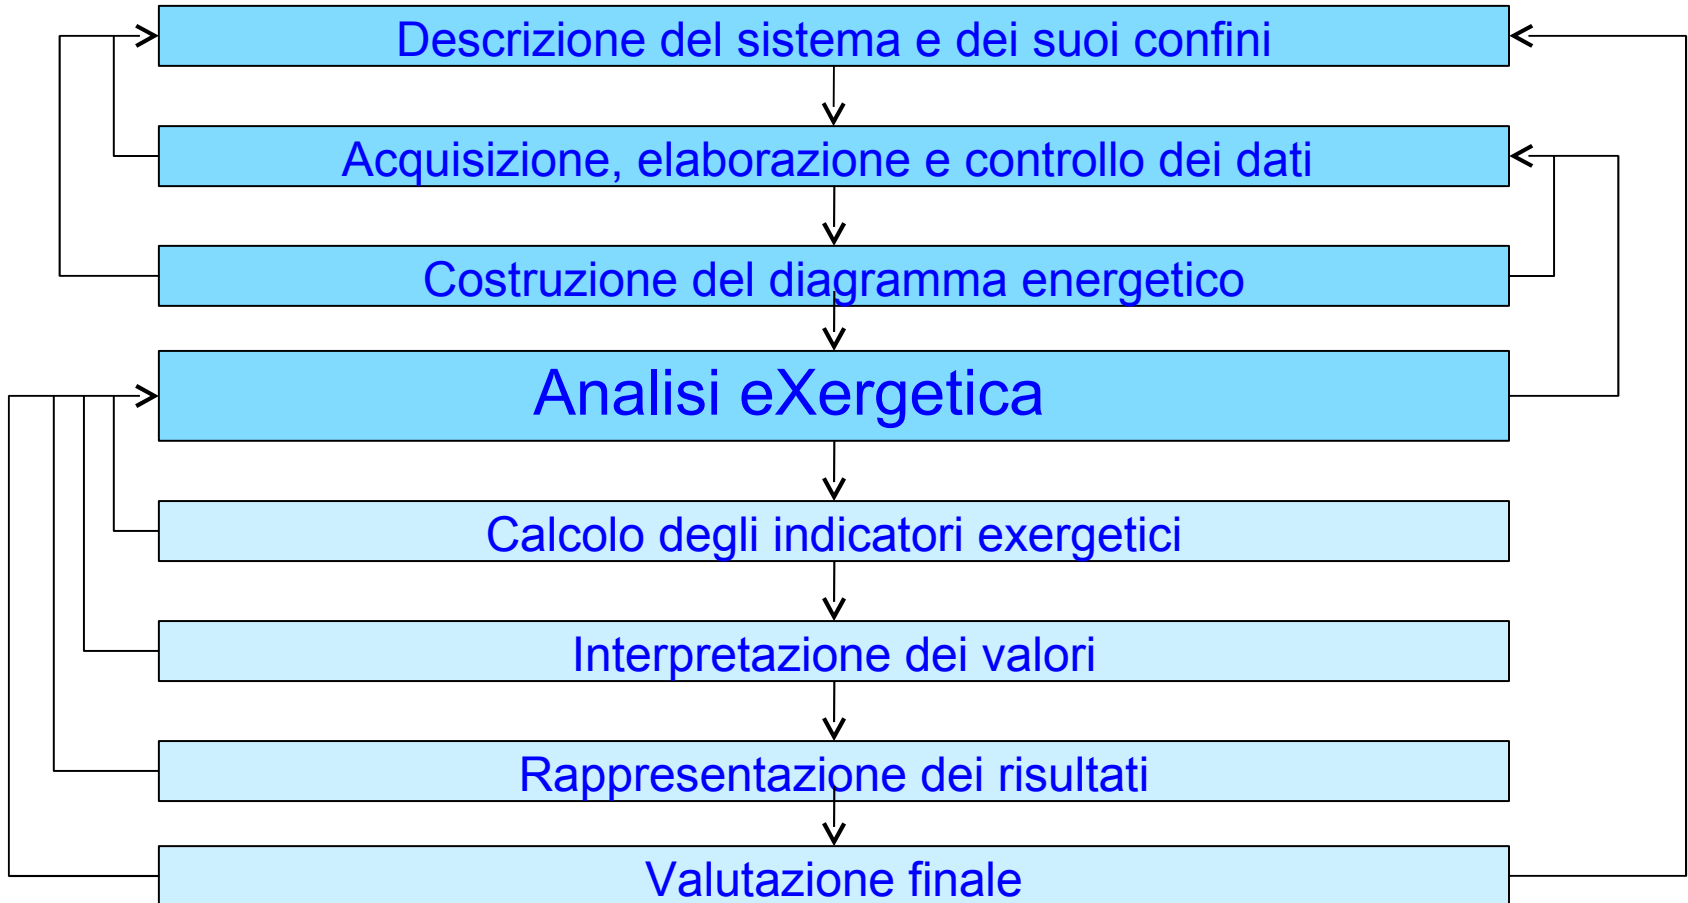 Descrizione del sistema e dei suoi confini
Acquisizione, elaborazione e controllo dei dati
Costruzione del diagramma energetico
Analisi eXergetica
Calcolo degli indicatori exergetici
Interpretazione dei valori
Rappresentazione dei risultati
Valutazione finale